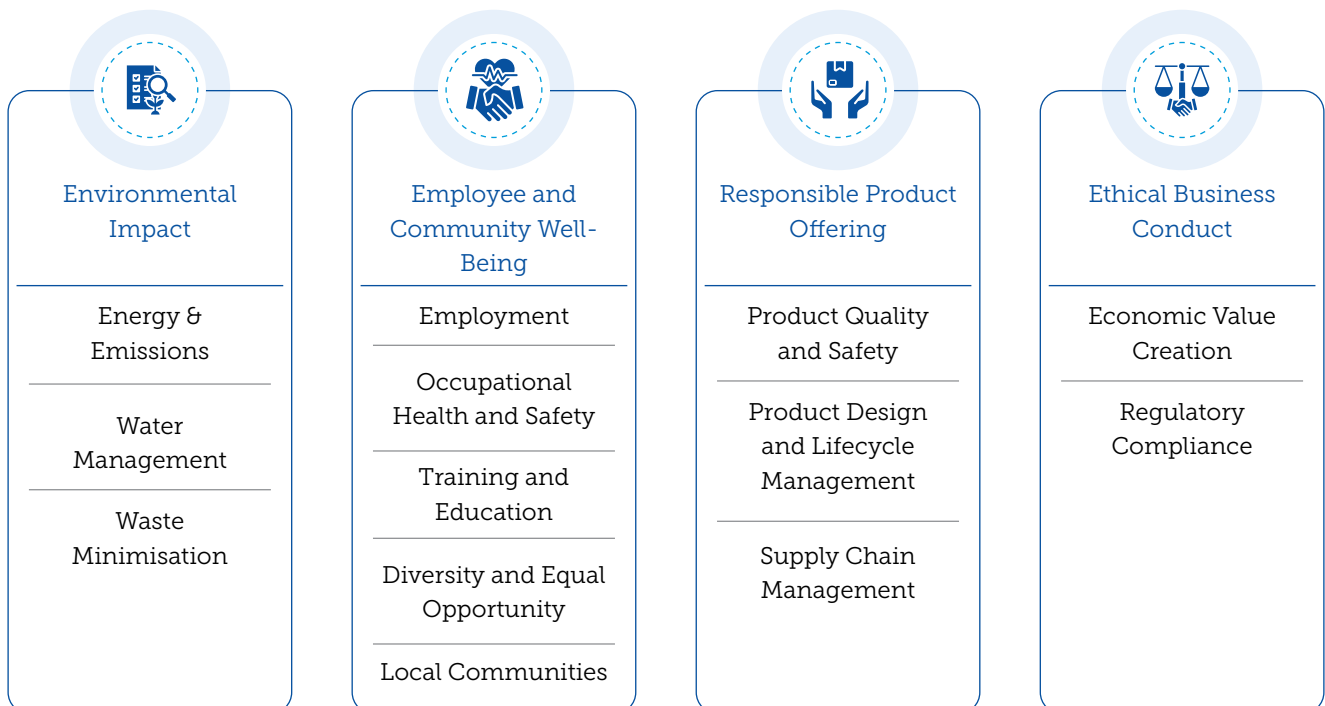 Environmental
Impact
Energy &
Emissions
Water
Management
Waste
Minimisation
Employee and
Community Well-
Being
Employment
Occupational
Health and Safety
Training and
Education
Diversity and Equal
Opportunity
Local Communities
Responsible Product
Offering
Product Quality
and Safety
Product Design
and Lifecycle
Management
Supply Chain
Management
Ethical Business
Conduct
Economic Value
Creation
Regulatory
Compliance